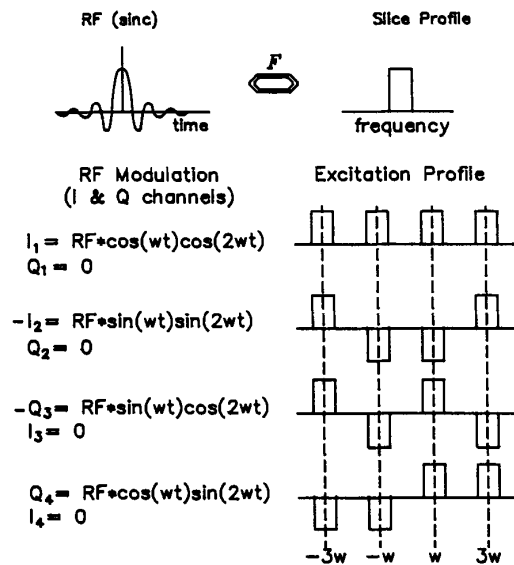 RF (sinc)
Slice Profile
F
time
frequency
RF Modulation
(I & Q channels)
Excitation Profile
I₁= RF*cos(wt)cos(2wt)
Q₁ = 0
-I₂= RF*sin(wt)sin(2wt)
Q₂= 0
-Q₃= RF*sin(wt)cos(2wt)
I₃= 0
Q₄= RF*cos(wt)sin(2wt)
I₄= 0
-3w -w w 3w